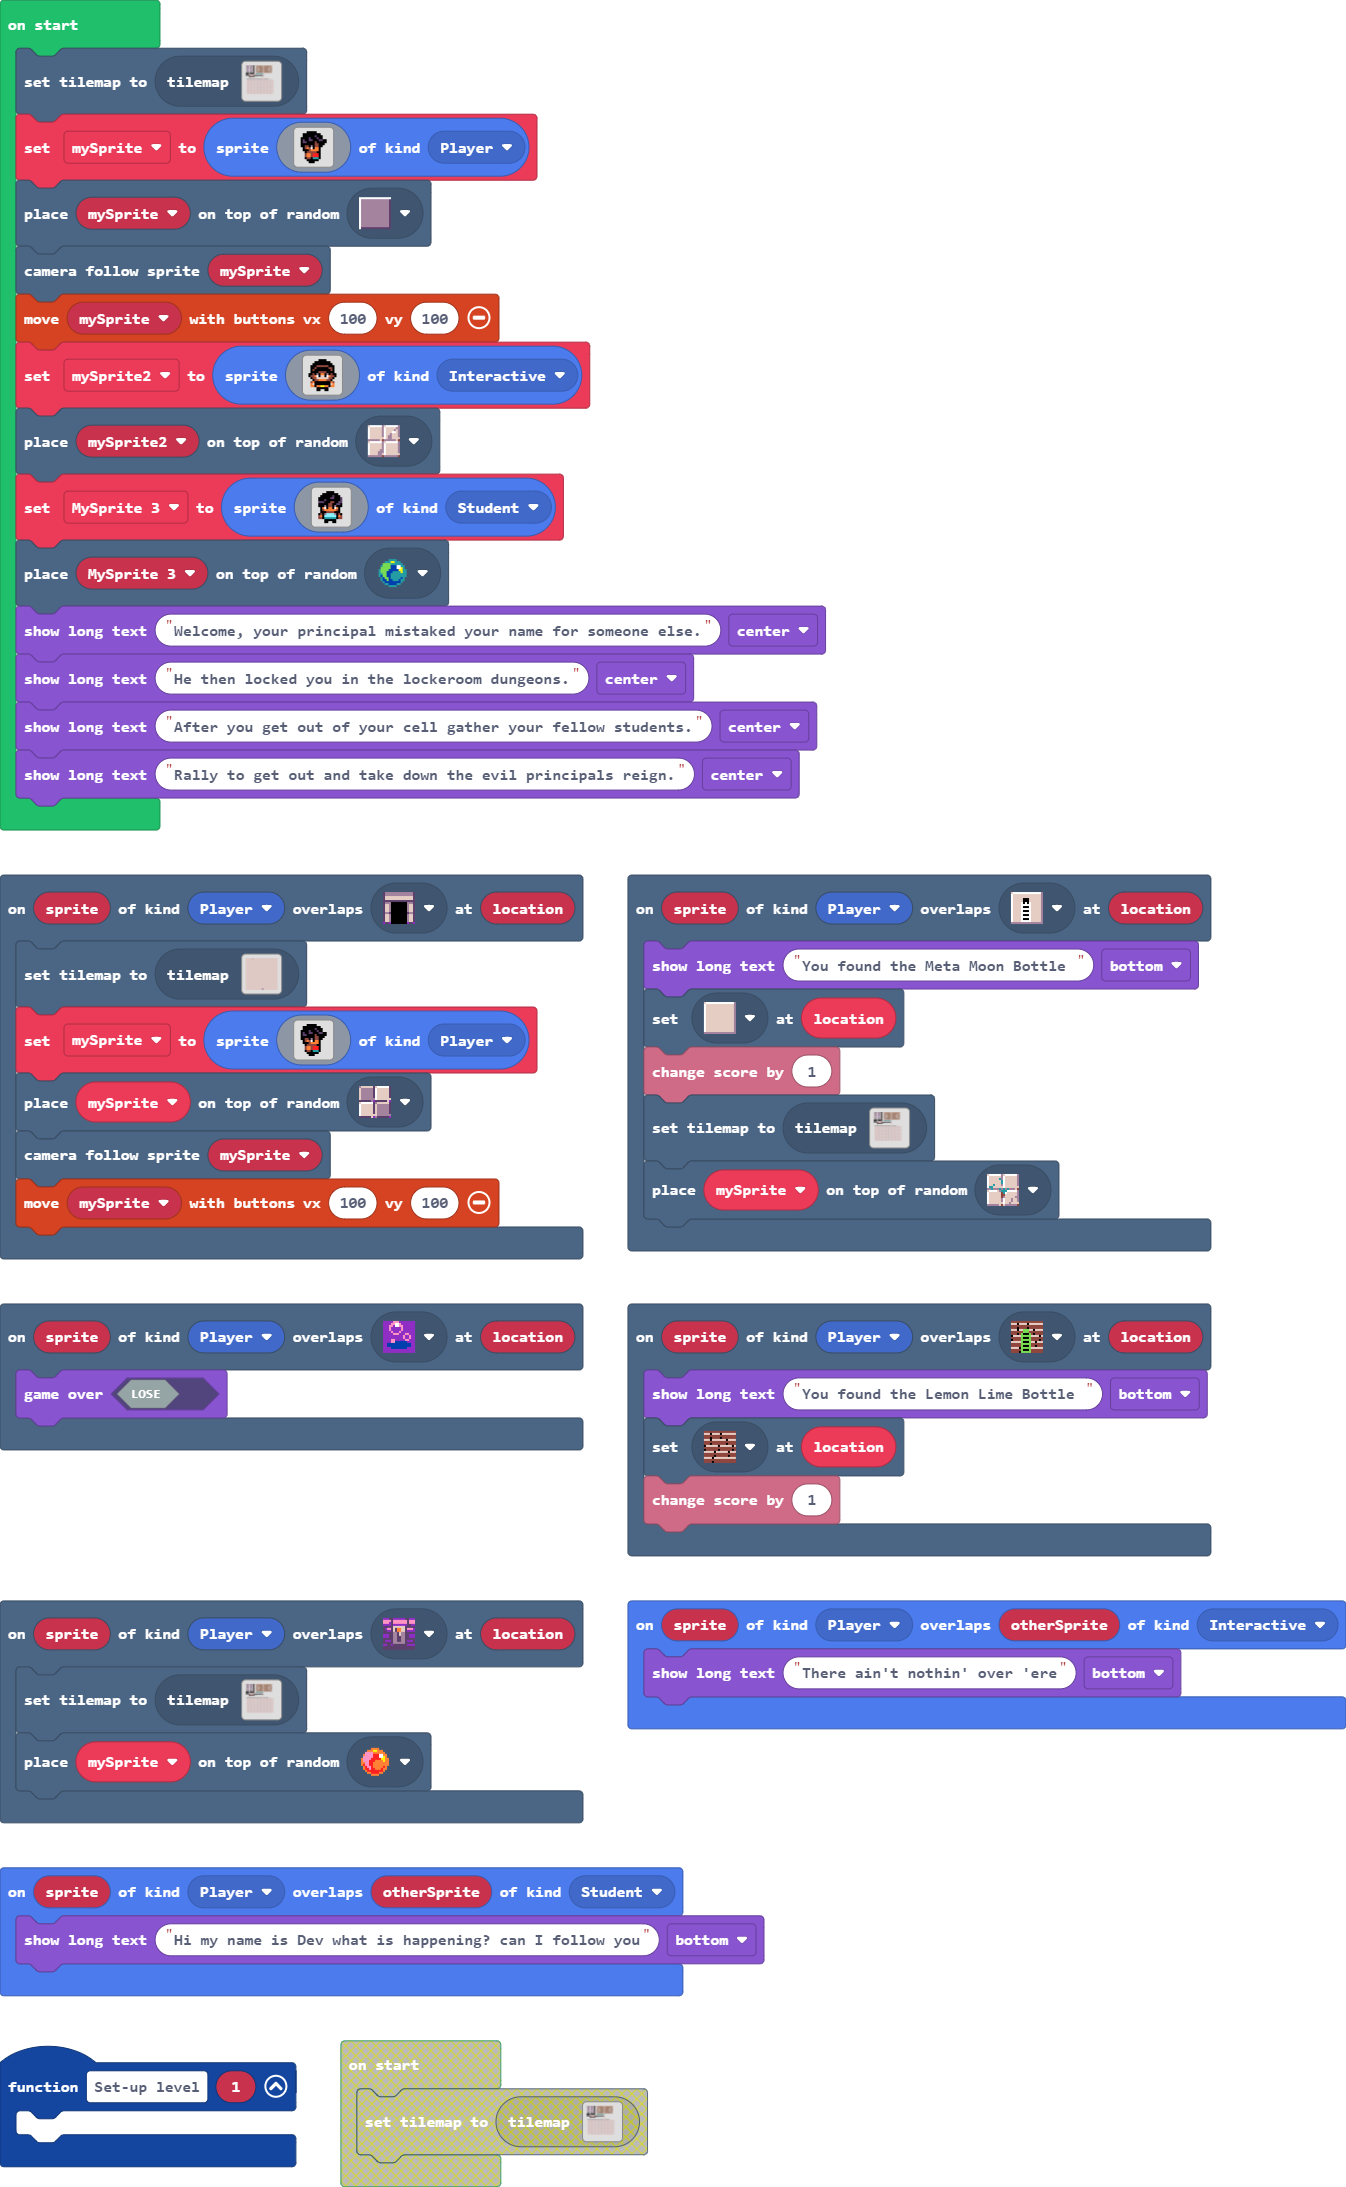 on start
set tilemap to tilemap
set mySprite to sprite of kind Player
place mySprite on top of random
camera follow sprite mySprite
move mySprite with buttons vx 100 vy 100
set mySprite2 to sprite of kind Interactive
place mySprite2 on top of random
set MySprite 3 to sprite of kind Student
place MySprite 3 on top of random
show long text "Welcome, your principal mistaked your name for someone else." center
show long text "He then locked you in the lockeroom dungeons." center
show long text "After you get out of your cell gather your fellow students." center
show long text "Rally to get out and take down the evil principals reign." center
on sprite of kind Player overlaps at location
set tilemap to tilemap
set mySprite to sprite of kind Player
place mySprite on top of random
camera follow sprite mySprite
move mySprite with buttons vx 100 vy 100
on sprite of kind Player overlaps at location
show long text "You found the Meta Moon Bottle " bottom
set at location
change score by 1
set tilemap to tilemap
place mySprite on top of random
on sprite of kind Player overlaps at location
game over LOSE
on sprite of kind Player overlaps at location
show long text "You found the Lemon Lime Bottle " bottom
set at location
change score by 1
on sprite of kind Player overlaps at location
set tilemap to tilemap
place mySprite on top of random
on sprite of kind Player overlaps otherSprite of kind Interactive
show long text "There ain't nothin' over 'ere" bottom
on sprite of kind Player overlaps otherSprite of kind Student
show long text "Hi my name is Dev what is happening? can I follow you" bottom
function Set-up level 1
on start
set tilemap to tilemap